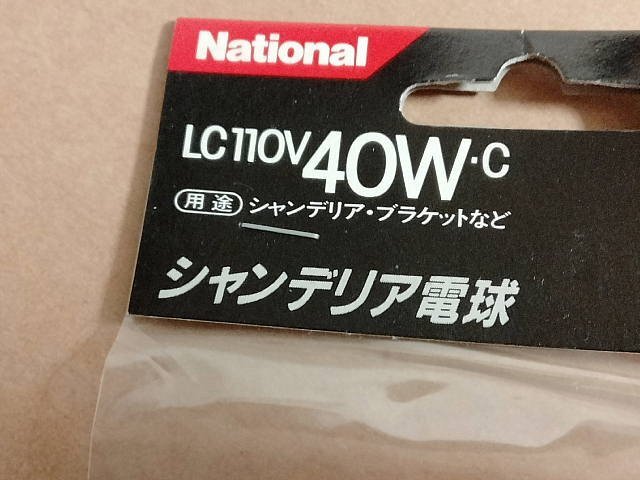 National
LC110V40W·C
用途 シャンデリア・ブラケットなど
シャンデリア電球